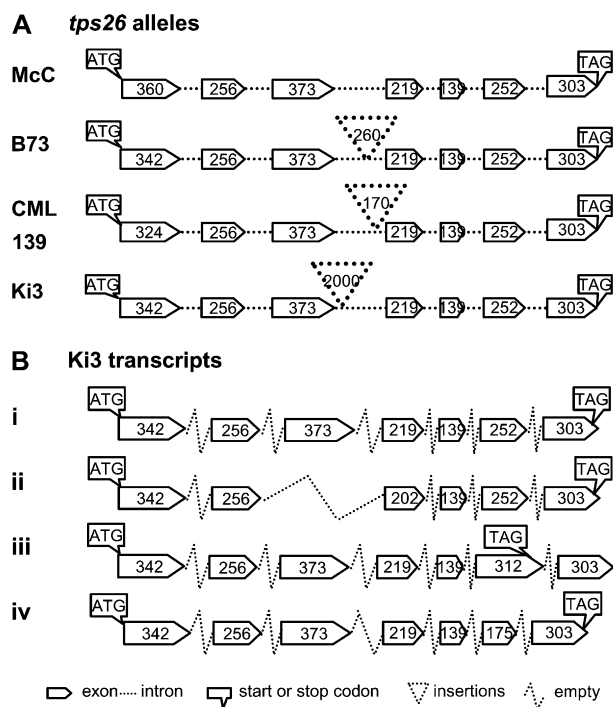 A tps26 alleles
McC ATG 360 256 373 219 139 252 303 TAG
B73 ATG 342 256 373 260 219 139 252 303 TAG
CML 139 ATG 324 256 373 170 219 139 252 303 TAG
Ki3 ATG 342 256 373 2000 219 139 252 303 TAG
B Ki3 transcripts
i ATG 342 256 373 219 139 252 303 TAG
ii ATG 342 256 202 139 252 303 TAG
iii ATG 342 256 373 219 139 TAG 312 303
iv ATG 342 256 373 219 139 175 303 TAG
exon intron start or stop codon insertions empty